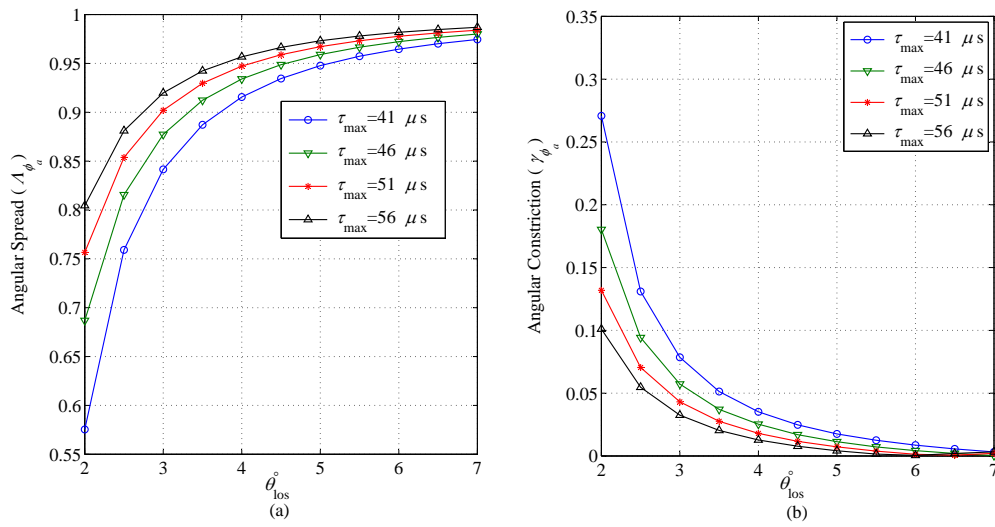 Angular Spread ( Λ_ϕ_a )
1
0.95
0.9
0.85
0.8
0.75
0.7
0.65
0.6
0.55
2 3 4 5 6 7
θ°_los
(a)
τ_max=41 μs
τ_max=46 μs
τ_max=51 μs
τ_max=56 μs
Angular Constriction ( γ_ϕ_a )
0.35
0.3
0.25
0.2
0.15
0.1
0.05
0
2 3 4 5 6 7
θ°_los
(b)
τ_max=41 μs
τ_max=46 μs
τ_max=51 μs
τ_max=56 μs